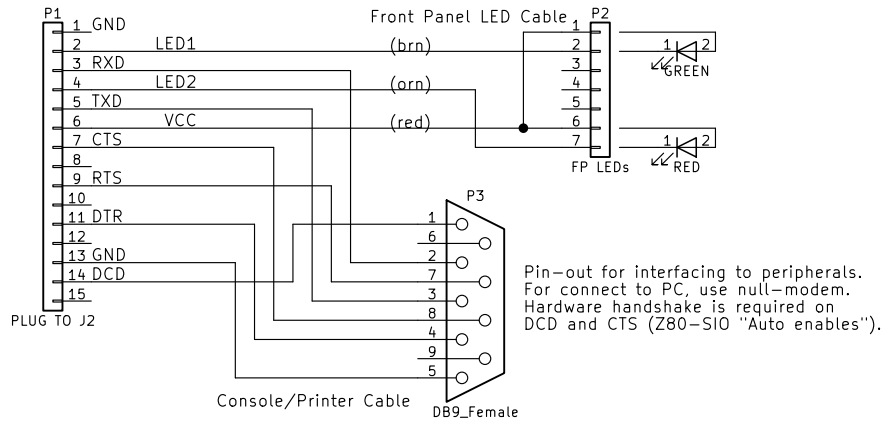 P1
Front Panel LED Cable
P2
1 GND
2 LED1 (brn)
3 RXD
4 LED2 (orn)
5 TXD
6 VCC (red)
7 CTS
8
9 RTS
10
11 DTR
12
13 GND
14 DCD
15
PLUG TO J2
1
2
3
4
5
6
7
FP LEDs
1 2
GREEN
1 2
RED
P3
1
6
2
7
3
8
4
9
5
DB9_Female
Console/Printer Cable
Pin-out for interfacing to peripherals.
For connect to PC, use null-modem.
Hardware handshake is required on
DCD and CTS (Z80-SIO "Auto enables").